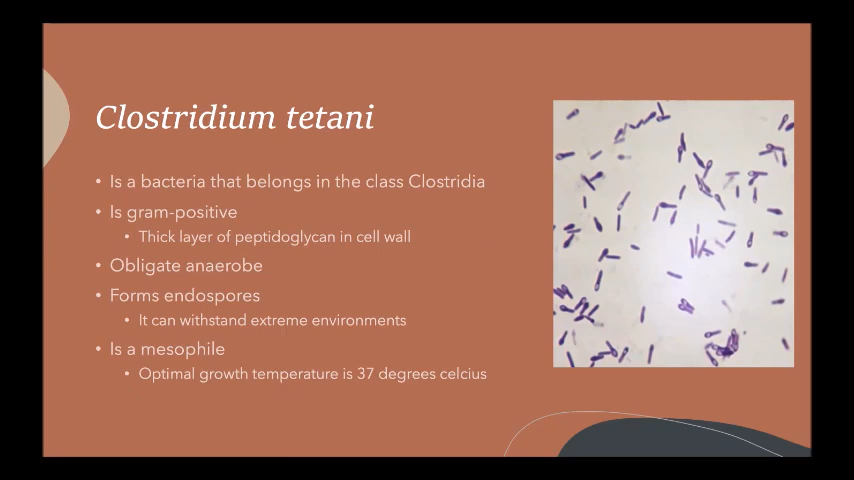 Clostridium tetani
• Is a bacteria that belongs in the class Clostridia
• Is gram-positive
• Thick layer of peptidoglycan in cell wall
• Obligate anaerobe
• Forms endospores
• It can withstand extreme environments
• Is a mesophile
• Optimal growth temperature is 37 degrees celcius